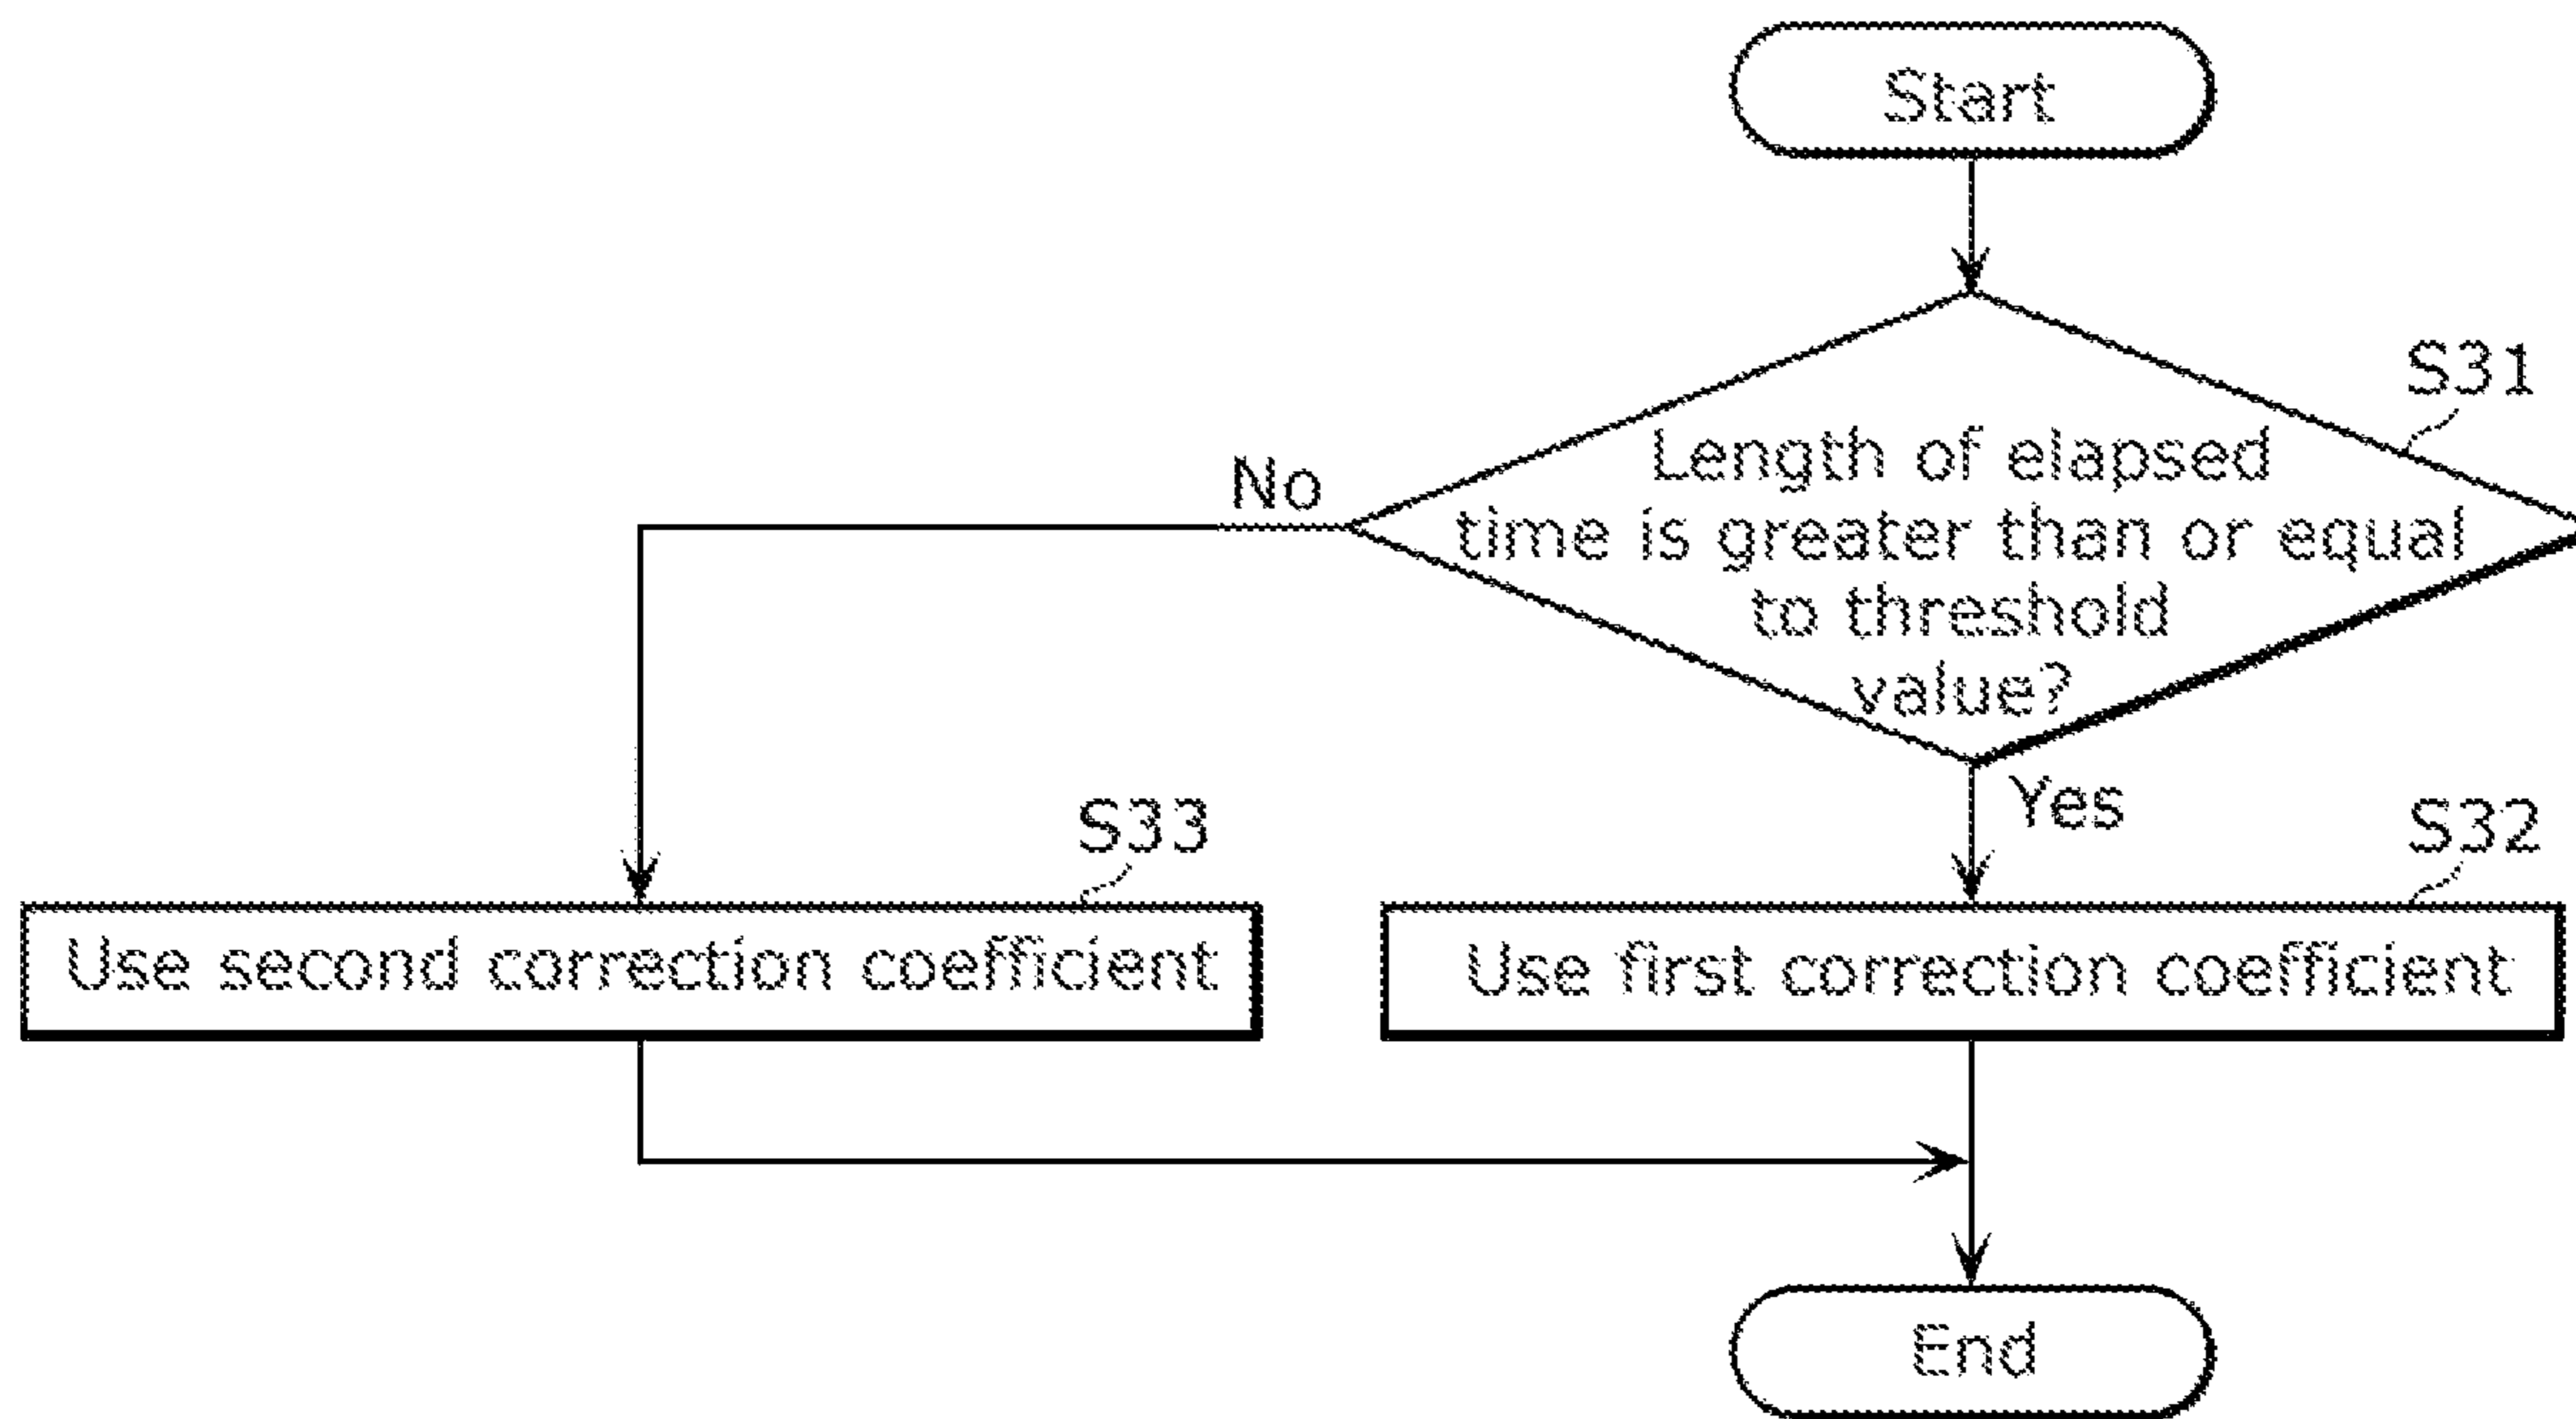 Start
S31
Length of elapsed
time is greater than or equal
to threshold
value?
No
Yes
S33
S32
Use second correction coefficient
Use first correction coefficient
End